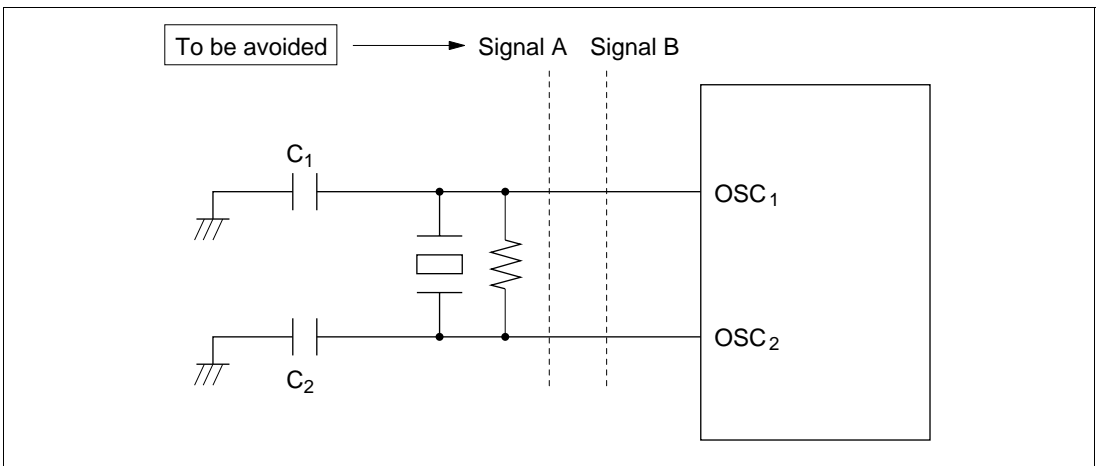 To be avoided
Signal A
Signal B
C1
OSC1
OSC2
C2